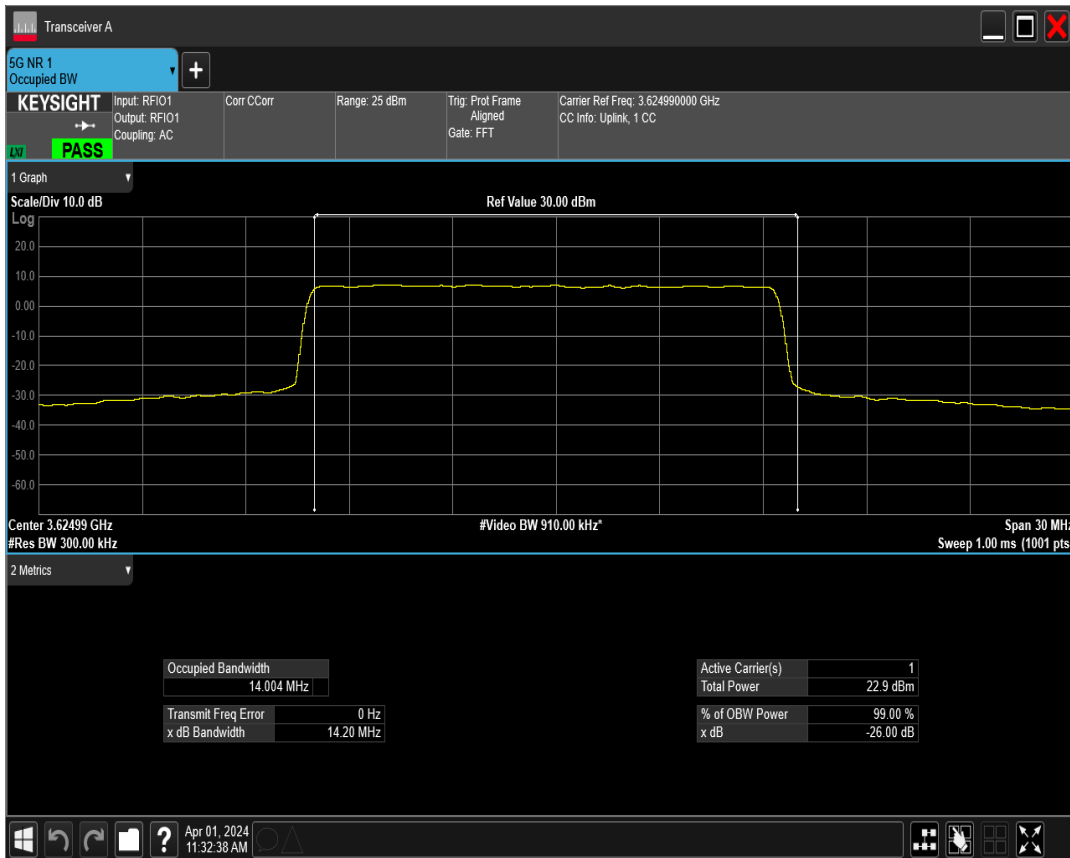 Transceiver A
5G NR 1
Occupied BW
+
KEYSIGHT
LXI
PASS
Input: RFIO1
Output: RFIO1
Coupling: AC
Corr CCorr
Range: 25 dBm
Trig: Prot Frame
Aligned
Gate: FFT
Carrier Ref Freq: 3.624990000 GHz
CC Info: Uplink, 1 CC
1 Graph
Scale/Div 10.0 dB
Ref Value 30.00 dBm
Log
20.0
10.0
0.00
-10.0
-20.0
-30.0
-40.0
-50.0
-60.0
Center 3.62499 GHz
#Video BW 910.00 kHz*
Span 30 MHz
#Res BW 300.00 kHz
Sweep 1.00 ms (1001 pts
2 Metrics
Occupied Bandwidth
14.004 MHz
Transmit Freq Error 0 Hz
x dB Bandwidth 14.20 MHz
Active Carrier(s) 1
Total Power 22.9 dBm
% of OBW Power 99.00 %
x dB -26.00 dB
?
Apr 01, 2024
11:32:38 AM